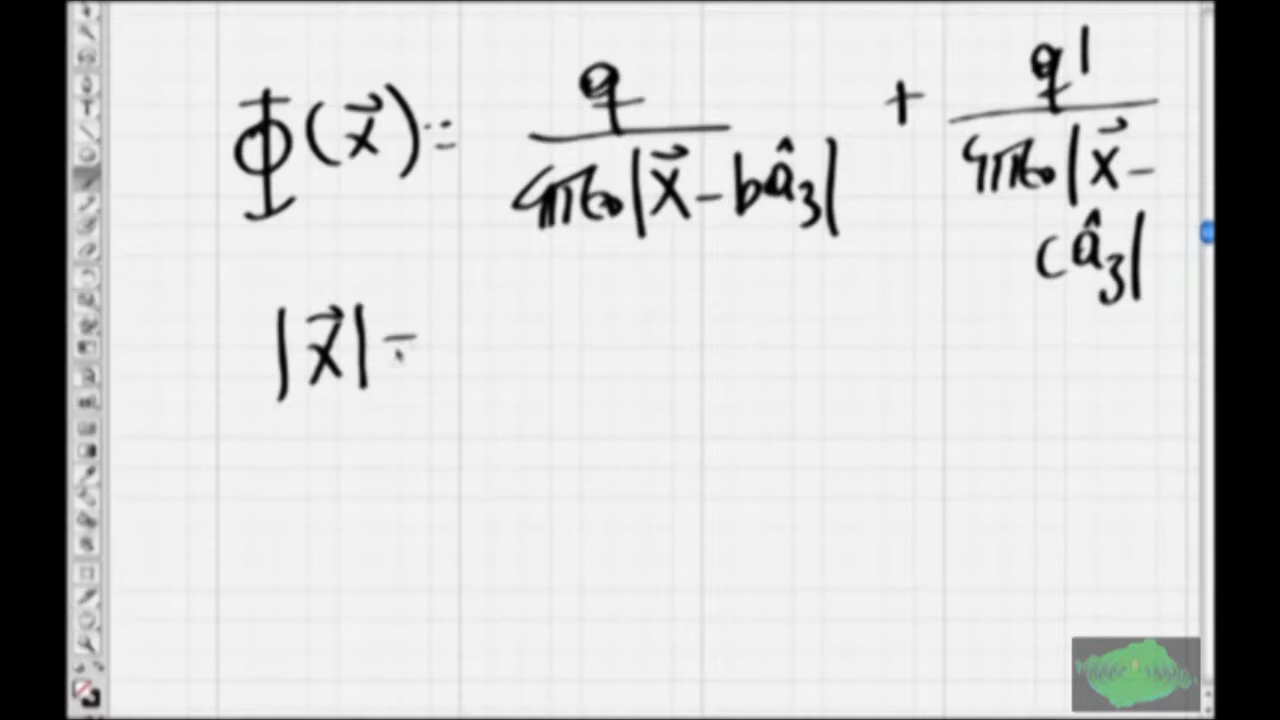 Φ(x⃗) = q / 4πε₀|x⃗ - bâ₃| + q' / 4πε₀|x⃗ - câ₃|
|x⃗| =